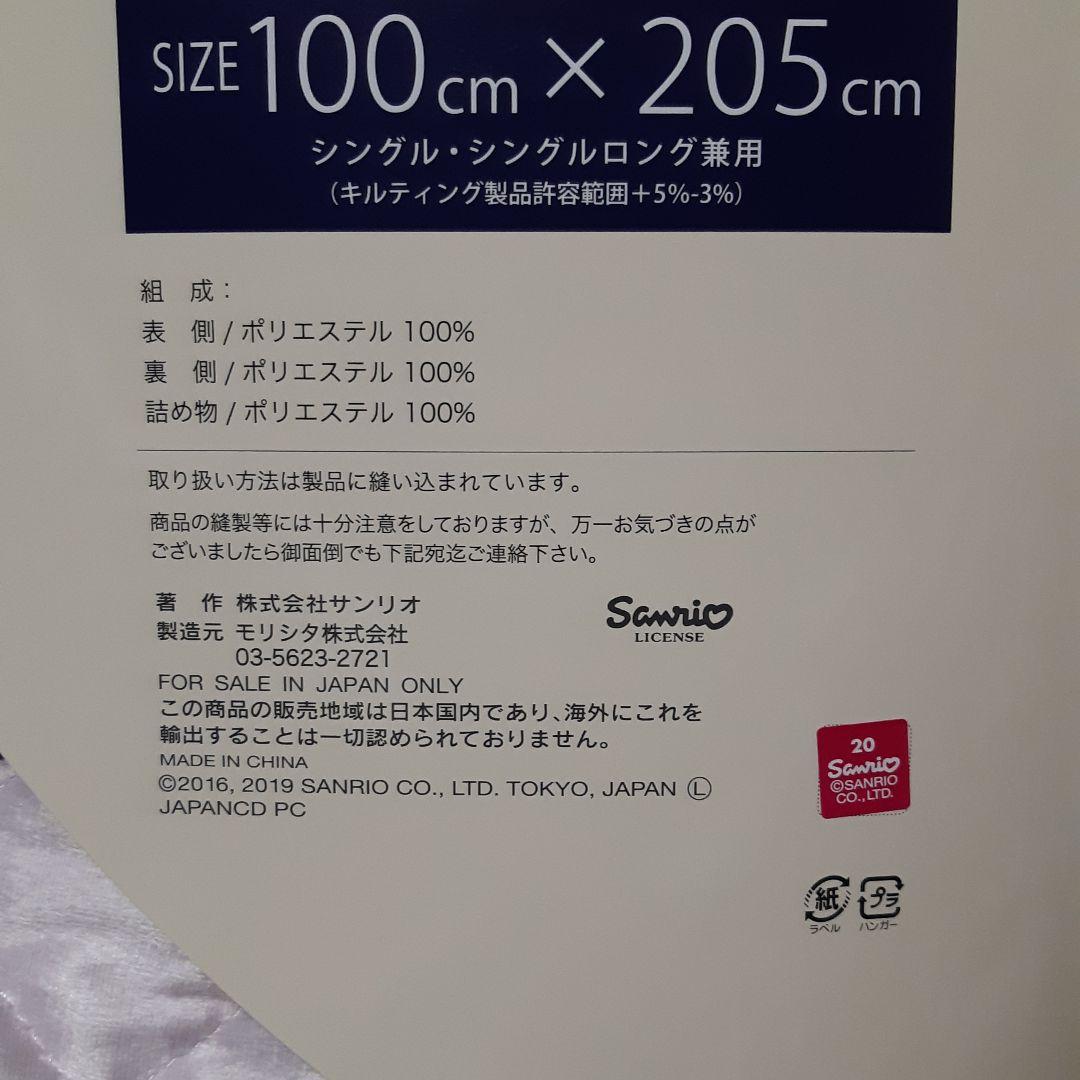 SIZE 100cm × 205cm
シングル・シングルロング兼用
（キルティング製品許容範囲＋5%-3%）
組　成：
表　側 / ポリエステル 100%
裏　側 / ポリエステル 100%
詰め物 / ポリエステル 100%
取り扱い方法は製品に縫い込まれています。
商品の縫製等には十分注意をしておりますが、万一お気づきの点が
ございましたら御面倒でも下記宛迄ご連絡下さい。
著　作 株式会社サンリオ
製造元 モリシタ株式会社
03-5623-2721
Sanrio
LICENSE
FOR SALE IN JAPAN ONLY
この商品の販売地域は日本国内であり、海外にこれを
輸出することは一切認められておりません。
MADE IN CHINA
©2016, 2019 SANRIO CO., LTD. TOKYO, JAPAN Ⓛ
JAPANCD PC
20
Sanrio
©SANRIO
CO., LTD.
紙 プラ
ラベル ハンガー